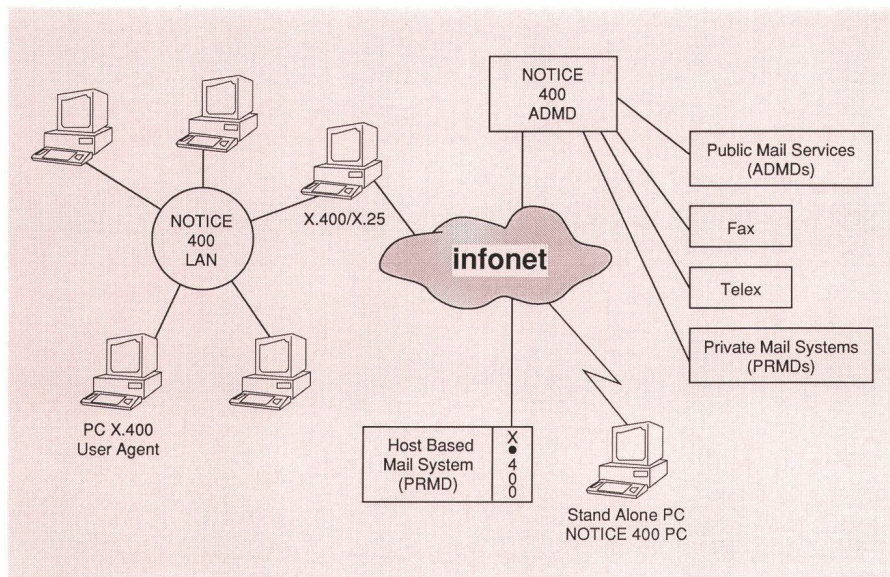 NOTICE
400
ADMD
Public Mail Services
(ADMDs)
X.400/X.25
NOTICE
400
LAN
infonet
Fax
Telex
Private Mail Systems
(PRMDs)
PC X.400
User Agent
Host Based
Mail System
(PRMD)
X
•
4
0
0
Stand Alone PC
NOTICE 400 PC